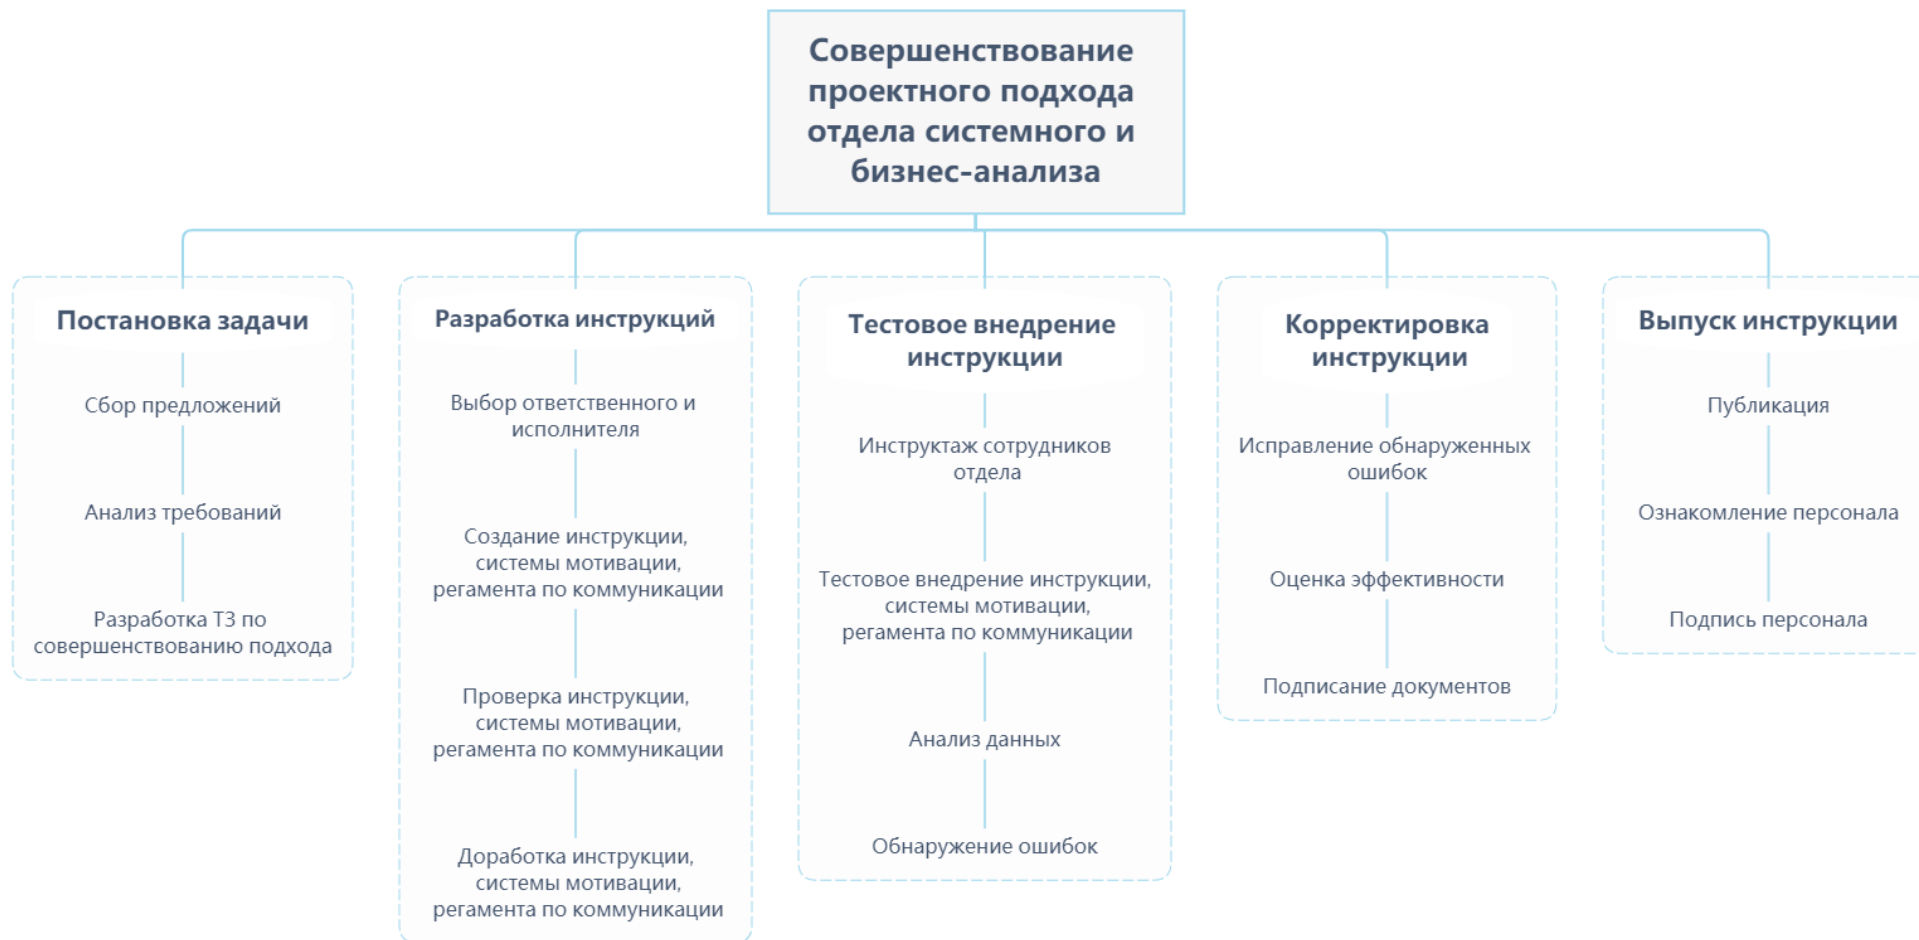 Совершенствование
проектного подхода
отдела системного и
бизнес-анализа
Постановка задачи
Сбор предложений
Анализ требований
Разработка ТЗ по
совершенствованию подхода
Разработка инструкций
Выбор ответственного и
исполнителя
Создание инструкции,
системы мотивации,
регамента по коммуникации
Проверка инструкции,
системы мотивации,
регамента по коммуникации
Доработка инструкции,
системы мотивации,
регамента по коммуникации
Тестовое внедрение
инструкции
Инструктаж сотрудников
отдела
Тестовое внедрение инструкции,
системы мотивации,
регамента по коммуникации
Анализ данных
Обнаружение ошибок
Корректировка
инструкции
Исправление обнаруженных
ошибок
Оценка эффективности
Подписание документов
Выпуск инструкции
Публикация
Ознакомление персонала
Подпись персонала